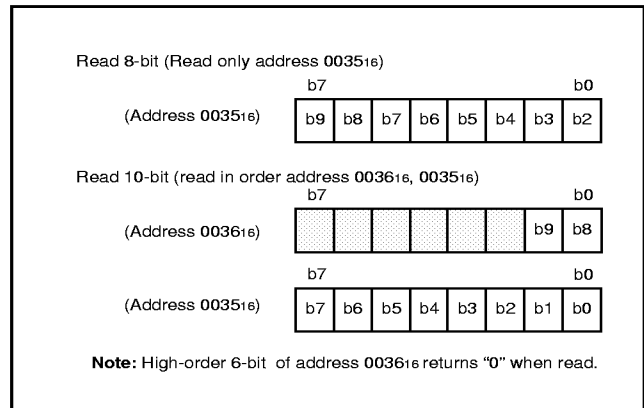 Read 8-bit (Read only address 003516)
b7 b0
(Address 003516) b9 b8 b7 b6 b5 b4 b3 b2
Read 10-bit (read in order address 003616, 003516)
b7 b0
(Address 003616) b9 b8
b7 b0
(Address 003516) b7 b6 b5 b4 b3 b2 b1 b0
Note: High-order 6-bit of address 003616 returns “0” when read.